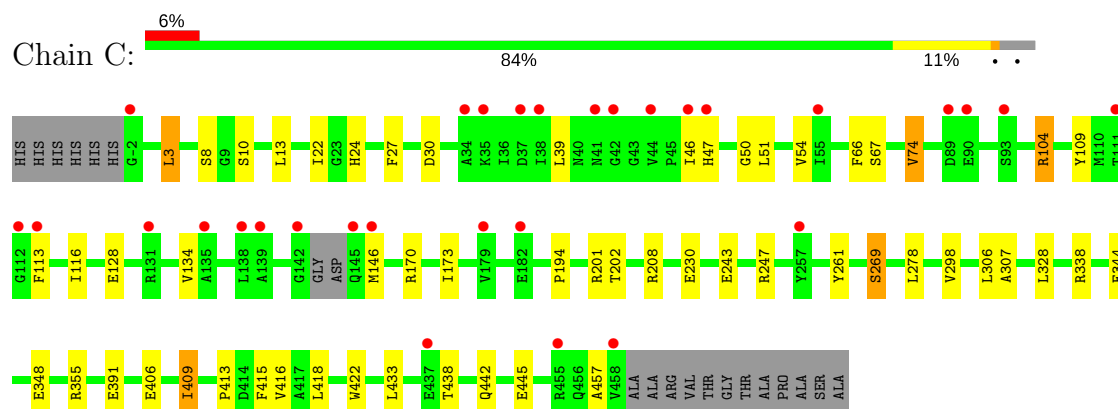 6%
Chain C:
84% 11% • •
HIS HIS HIS HIS HIS HIS G-2 L3 S8 G9 S10 L13 I22 G23 H24 F27 D30 A34 K35 I36 D37 I38 L39 N40 N41 G42 G43 V44 P45 I46 H47 G50 L51 V54 I55 F66 S67 V74 D89 E90 S93 R104 Y109 M110 T111
G112 F113 I116 E128 R131 V134 A135 L138 A139 G142 GLY ASP Q145 M146 R170 I173 V179 E182 P194 R201 T202 R208 E230 E243 R247 Y257 Y261 S269 L278 V298 L306 A307 L328 R338
E348 R355 E391 E406 I409 P413 D414 F415 V416 A417 L418 W422 L433 E437 T438 Q442 E445 R455 Q456 A457 V458 ALA ALA ARG VAL THR GLY THR ALA PRO ALA SER ALA